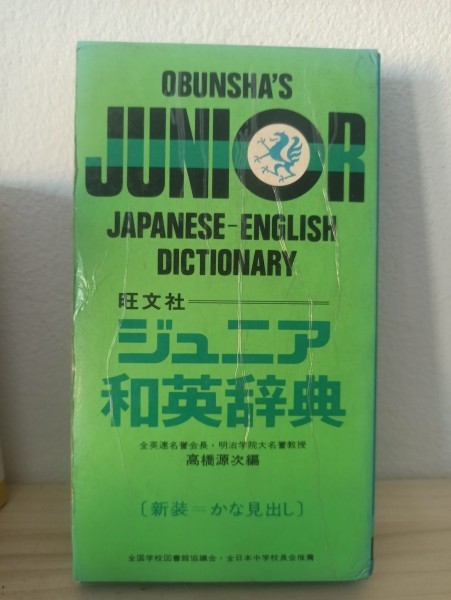 OBUNSHA'S
JUNIOR
JAPANESE-ENGLISH
DICTIONARY
旺文社
ジュニア
和英辞典
全英連名誉会長・明治学院大名誉教授
高橋源次編
〔新装＝かな見出し〕
全国学校図書館協議会・全日本中学校長会推薦